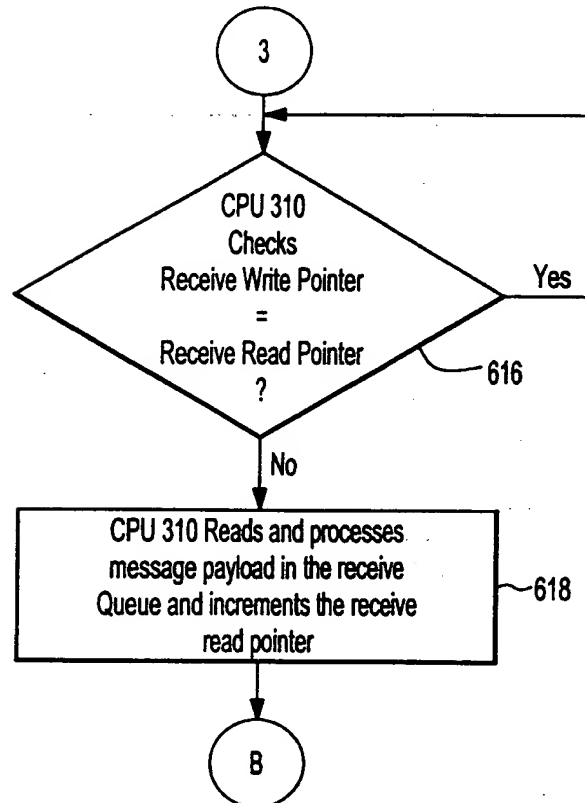 3
CPU 310
Checks
Receive Write Pointer
=
Receive Read Pointer
?
Yes
616
No
CPU 310 Reads and processes
message payload in the receive
Queue and increments the receive
read pointer
618
B